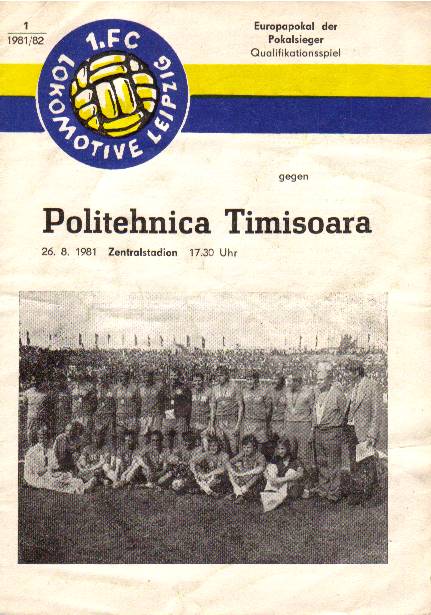 1
1981/82
1. FC
LOKOMOTIVE LEIPZIG
Europapokal der
Pokalsieger
Qualifikationsspiel
gegen
Politehnica Timisoara
26. 8. 1981 Zentralstadion 17.30 Uhr